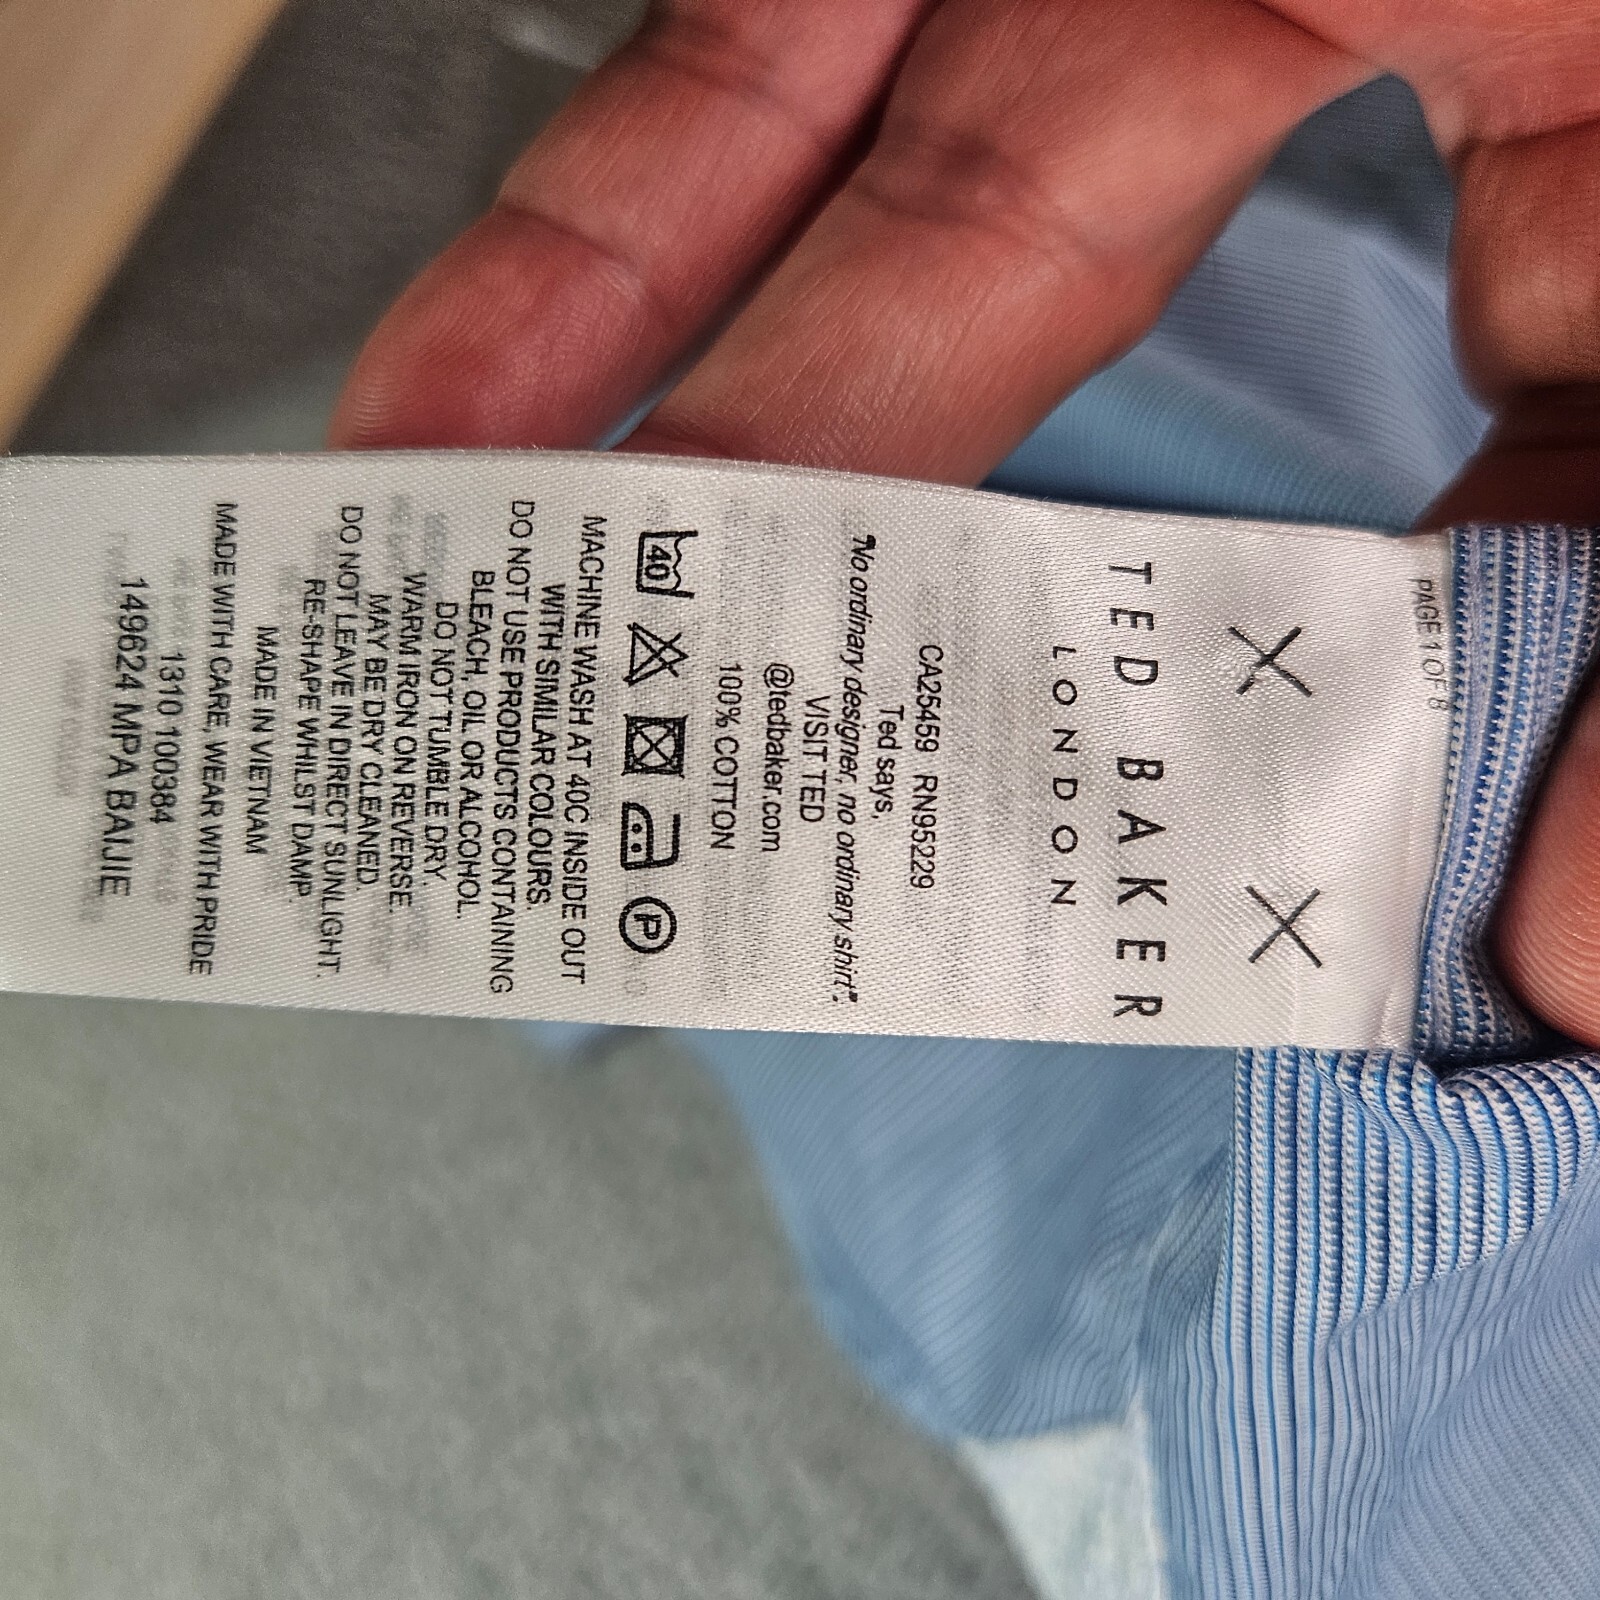 PAGE 1 OF 8
TED BAKER
LONDON
CA25459 RN95229
Ted says,
"No ordinary designer, no ordinary shirt".
VISIT TED
@tedbaker.com
100% COTTON
40
P
MACHINE WASH AT 40C INSIDE OUT
WITH SIMILAR COLOURS.
DO NOT USE PRODUCTS CONTAINING
BLEACH, OIL OR ALCOHOL.
DO NOT TUMBLE DRY.
WARM IRON ON REVERSE.
MAY BE DRY CLEANED.
DO NOT LEAVE IN DIRECT SUNLIGHT.
RE-SHAPE WHILST DAMP.
MADE IN VIETNAM
MADE WITH CARE, WEAR WITH PRIDE
1310 100384
149624 MPA BAIJIE